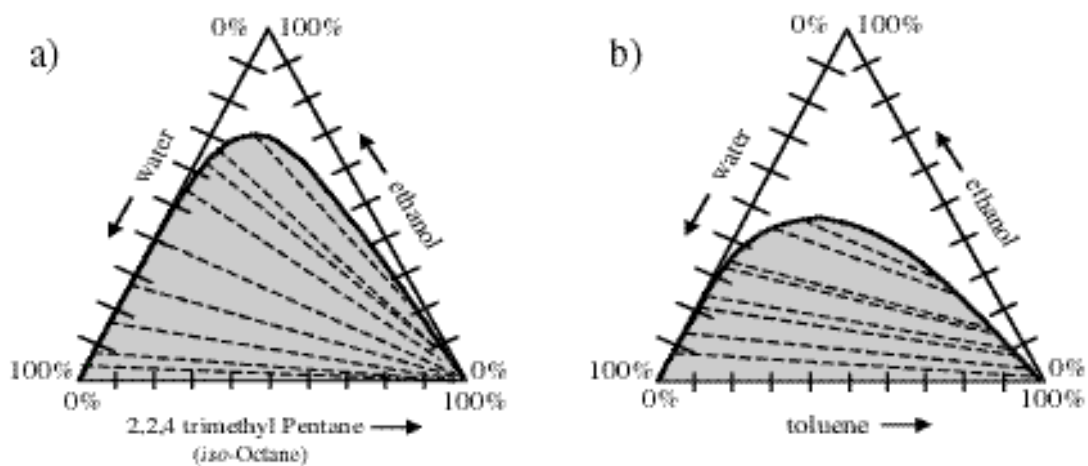 a)
0% 100%
water
ethanol
100%
0%
0%
100%
2,2,4 trimethyl Pentane
(iso-Octane)
b)
0% 100%
water
ethanol
100%
0%
0%
100%
toluene